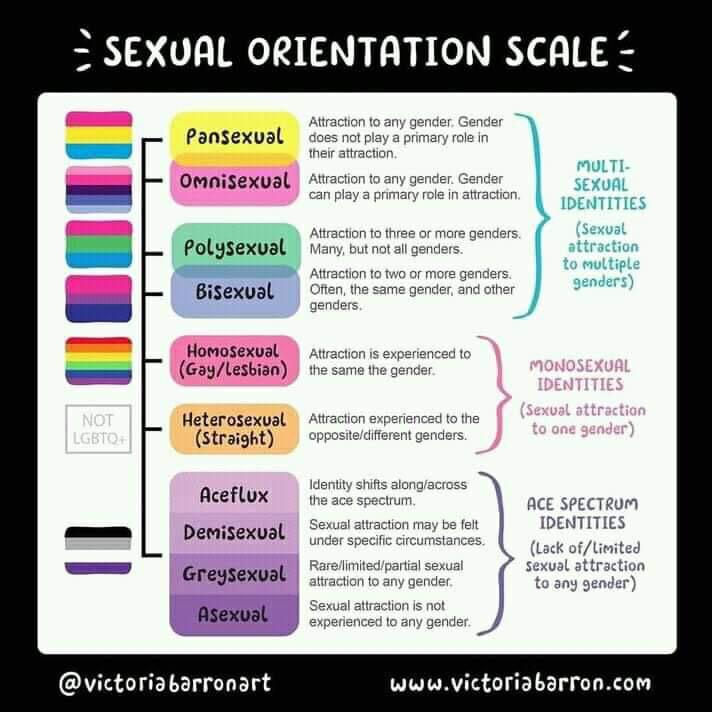 SEXUAL ORIENTATION SCALE
Pansexual
Attraction to any gender. Gender
does not play a primary role in
their attraction.
Omnisexual
Attraction to any gender. Gender
can play a primary role in attraction.
Polysexual
Attraction to three or more genders.
Many, but not all genders.
Bisexual
Attraction to two or more genders.
Often, the same gender, and other
genders.
MULTI-
SEXUAL
IDENTITIES
(Sexual
attraction
to multiple
genders)
Homosexual
(Gay/Lesbian)
Attraction is experienced to
the same the gender.
NOT
LGBTQ+
Heterosexual
(Straight)
Attraction experienced to the
opposite/different genders.
MONOSEXUAL
IDENTITIES
(Sexual attraction
to one gender)
Aceflux
Identity shifts along/across
the ace spectrum.
Demisexual
Sexual attraction may be felt
under specific circumstances.
Greysexual
Rare/limited/partial sexual
attraction to any gender.
Asexual
Sexual attraction is not
experienced to any gender.
ACE SPECTRUM
IDENTITIES
(Lack of/limited
sexual attraction
to any gender)
@victoriabarronart
www.victoriabarron.com